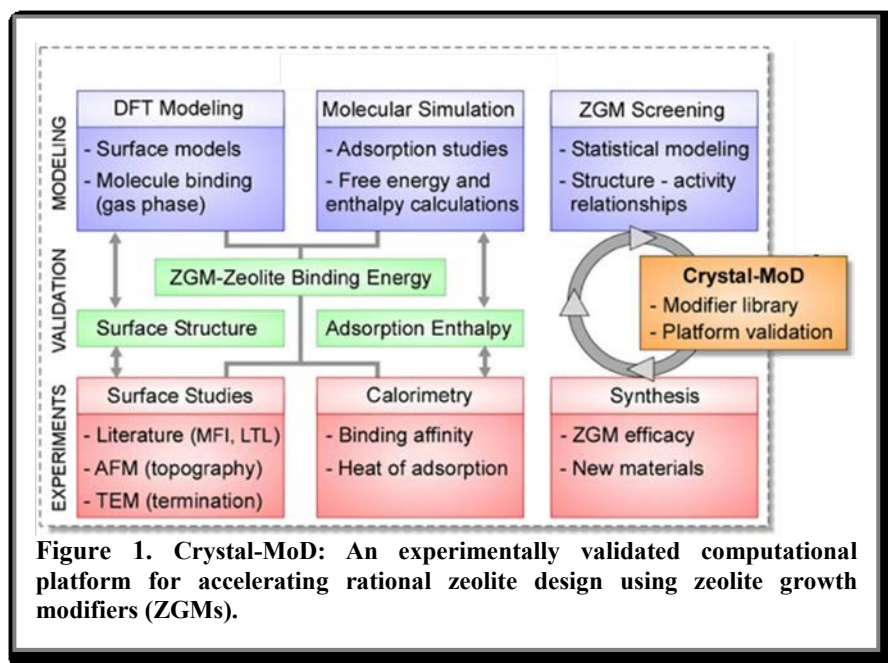 MODELING
DFT Modeling
- Surface models
- Molecule binding
(gas phase)
Molecular Simulation
- Adsorption studies
- Free energy and
enthalpy calculations
ZGM Screening
- Statistical modeling
- Structure - activity
relationships
VALIDATION
ZGM-Zeolite Binding Energy
Surface Structure
Adsorption Enthalpy
Crystal-MoD
- Modifier library
- Platform validation
EXPERIMENTS
Surface Studies
- Literature (MFI, LTL)
- AFM (topography)
- TEM (termination)
Calorimetry
- Binding affinity
- Heat of adsorption
Synthesis
- ZGM efficacy
- New materials
Figure 1. Crystal-MoD: An experimentally validated computational
platform for accelerating rational zeolite design using zeolite growth
modifiers (ZGMs).